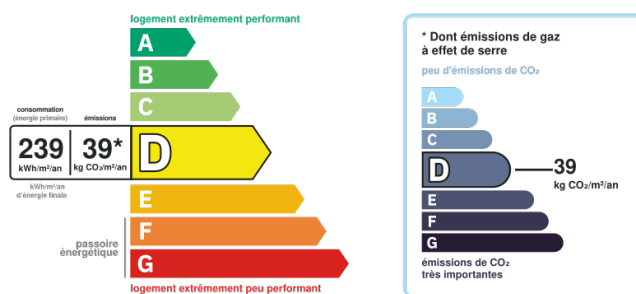 logement extrêmement performant
A
B
C
consommation
(énergie primaire)
émissions
239
kWh/m²/an
39*
kg CO₂/m²/an
D
kWh/m²/an
d'énergie finale
E
F
G
passoire
énergétique
logement extrêmement peu performant
* Dont émissions de gaz
à effet de serre
peu d'émissions de CO₂
A
B
C
D
39
kg CO₂/m²/an
E
F
G
émissions de CO₂
très importantes